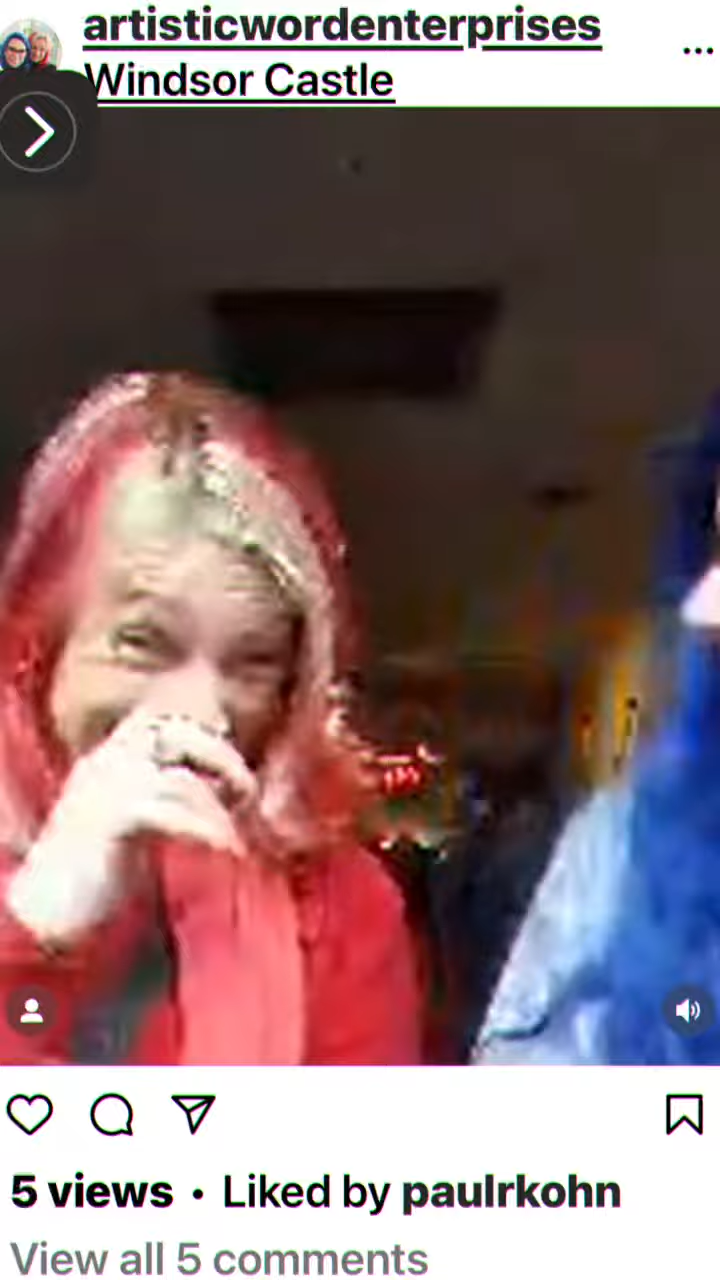 artisticwordenterprises
Windsor Castle
5 views • Liked by paulrkohn
View all 5 comments